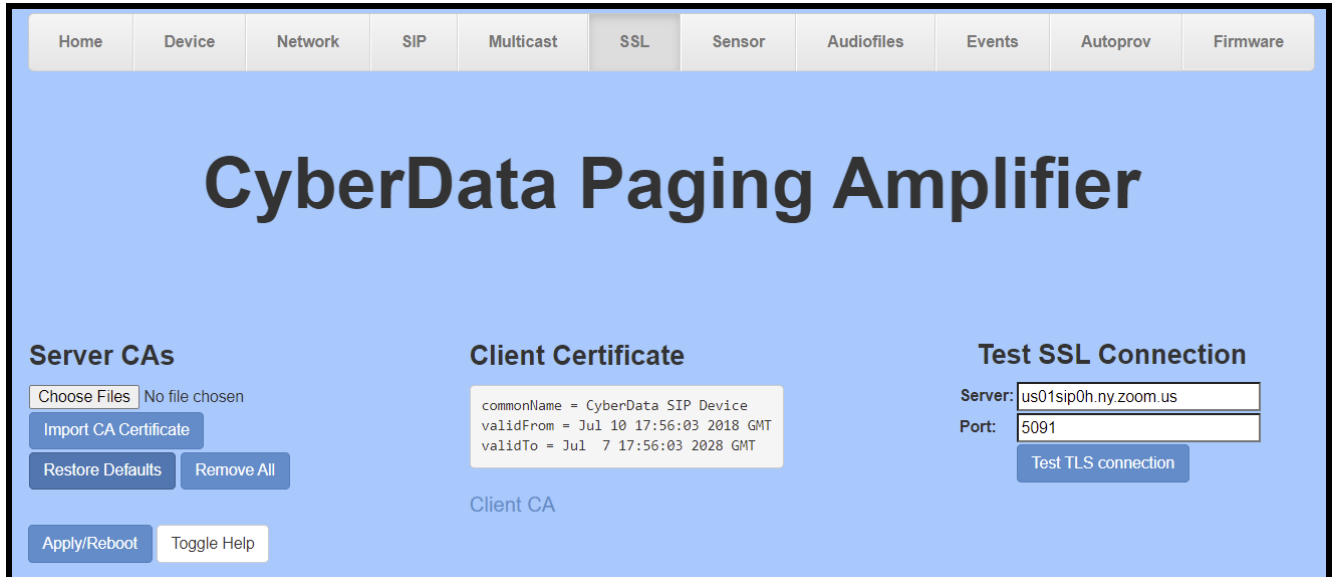 Home Device Network SIP Multicast SSL Sensor Audiofiles Events Autoprov Firmware
CyberData Paging Amplifier
Server CAs
Choose Files No file chosen
Import CA Certificate
Restore Defaults Remove All
Apply/Reboot Toggle Help
Client Certificate
commonName = CyberData SIP Device
validFrom = Jul 10 17:56:03 2018 GMT
validTo = Jul  7 17:56:03 2028 GMT
Client CA
Test SSL Connection
Server: us01sip0h.ny.zoom.us
Port: 5091
Test TLS connection